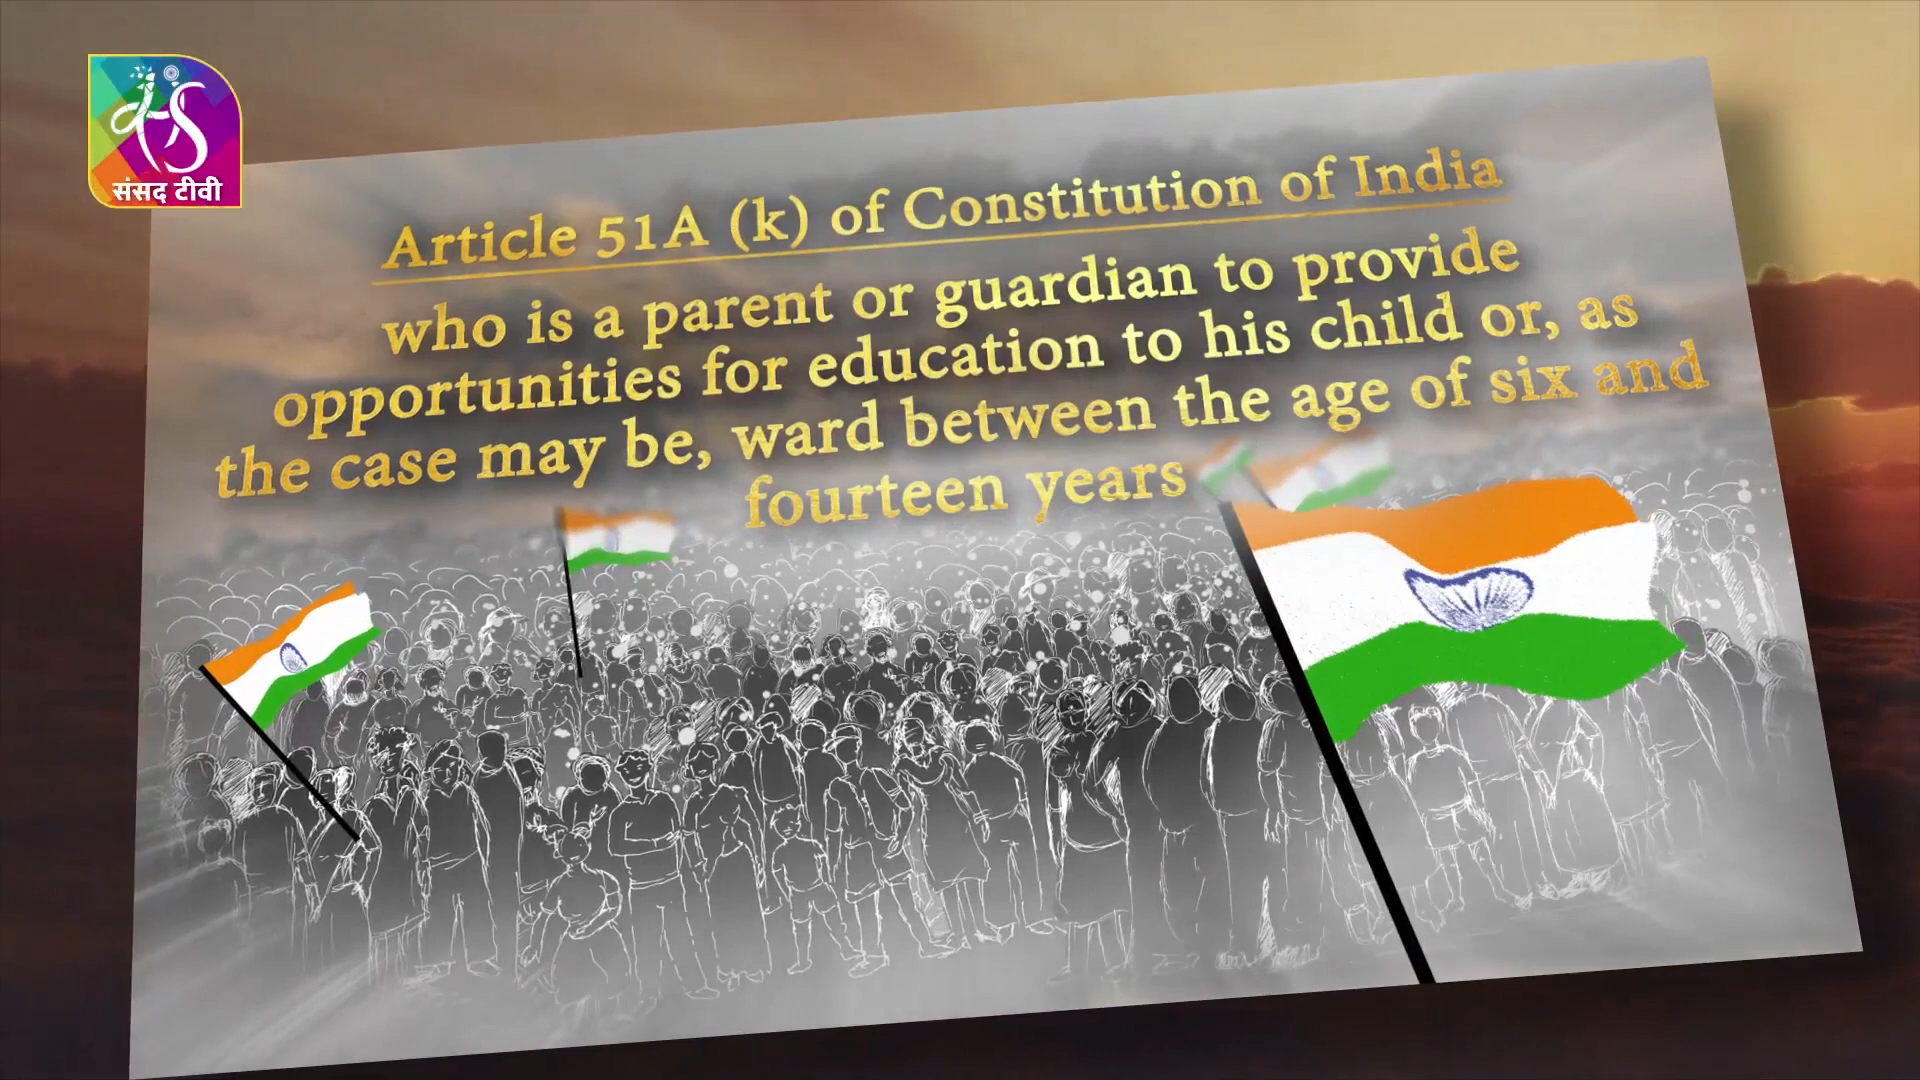 संसद टीवी
Article 51A (k) of Constitution of India
who is a parent or guardian to provide
opportunities for education to his child or, as
the case may be, ward between the age of six and
fourteen years